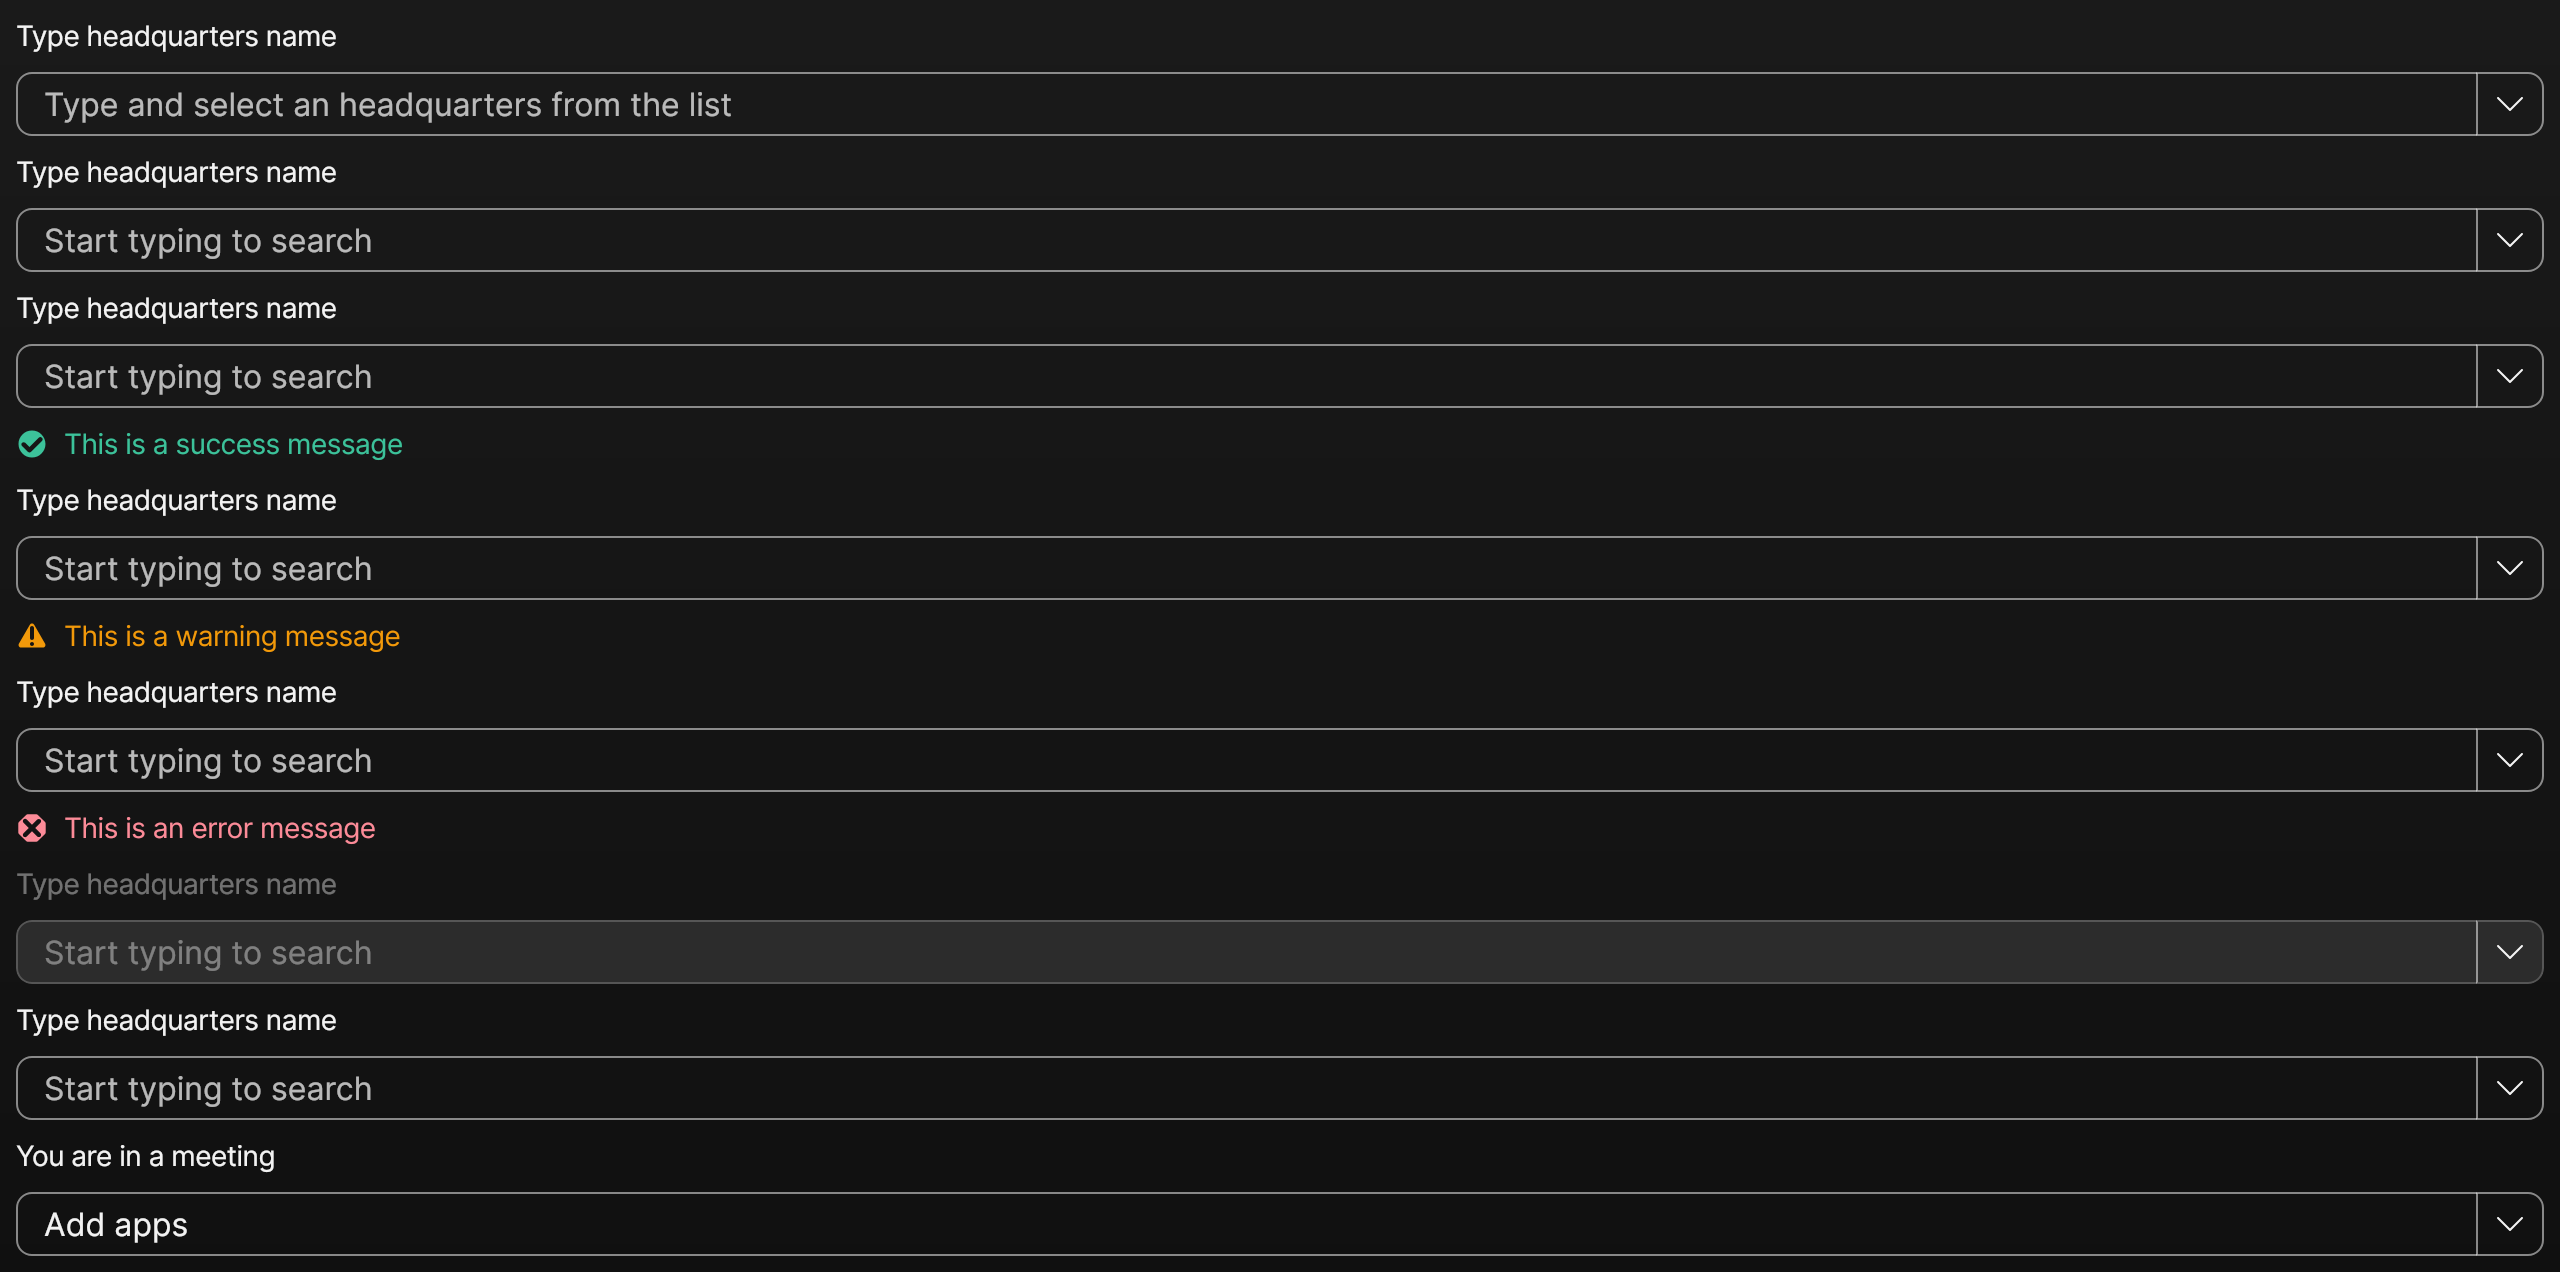 Type headquarters name
Type and select an headquarters from the list
Type headquarters name
Start typing to search
Type headquarters name
Start typing to search
This is a success message
Type headquarters name
Start typing to search
This is a warning message
Type headquarters name
Start typing to search
This is an error message
Type headquarters name
Start typing to search
Type headquarters name
Start typing to search
You are in a meeting
Add apps